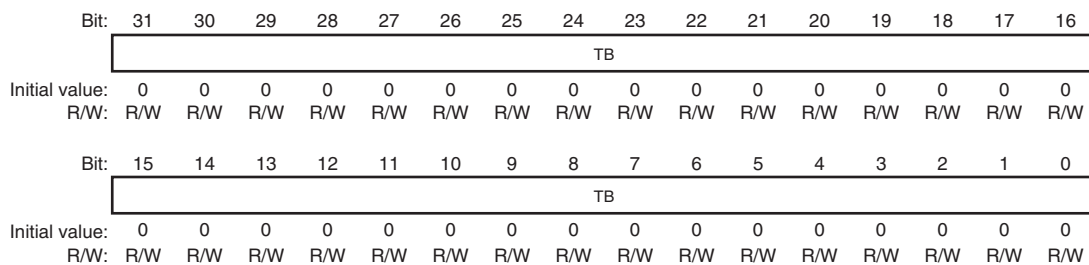 Bit: 31 30 29 28 27 26 25 24 23 22 21 20 19 18 17 16
TB
Initial value: 0 0 0 0 0 0 0 0 0 0 0 0 0 0 0 0
R/W: R/W R/W R/W R/W R/W R/W R/W R/W R/W R/W R/W R/W R/W R/W R/W R/W
Bit: 15 14 13 12 11 10 9 8 7 6 5 4 3 2 1 0
TB
Initial value: 0 0 0 0 0 0 0 0 0 0 0 0 0 0 0 0
R/W: R/W R/W R/W R/W R/W R/W R/W R/W R/W R/W R/W R/W R/W R/W R/W R/W